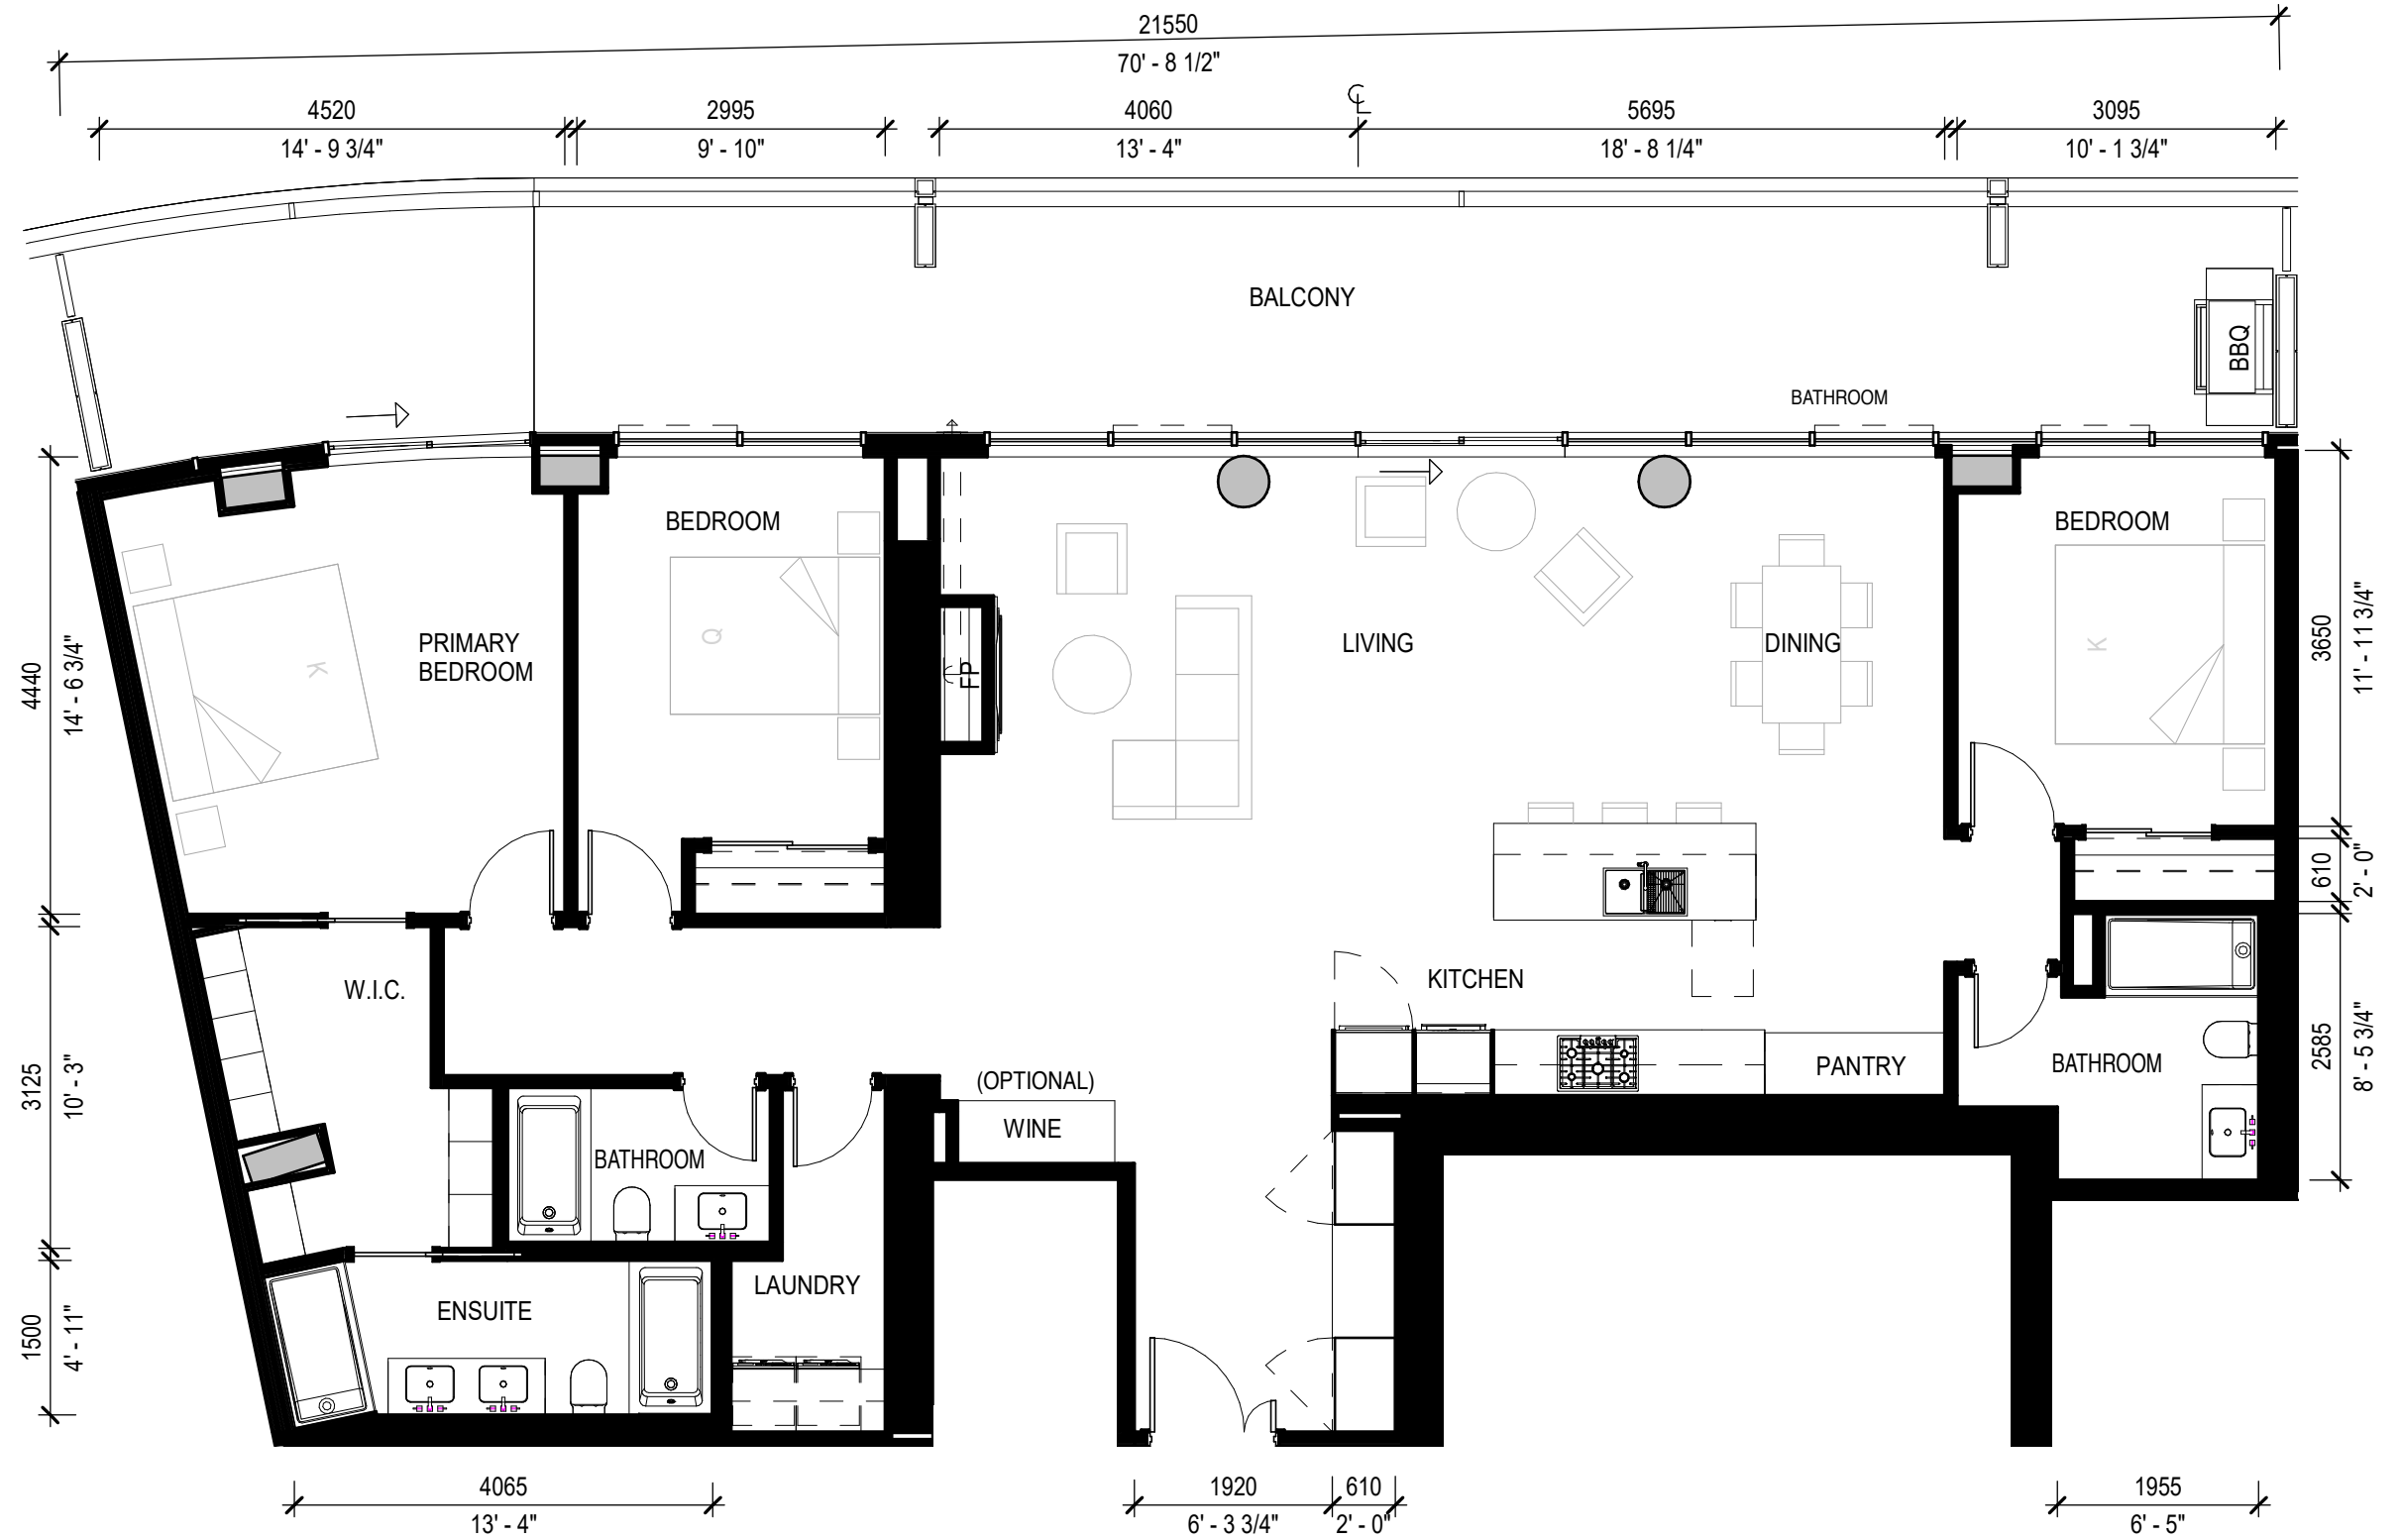 21550
70' - 8 1/2"
4520
14' - 9 3/4"
2995
9' - 10"
4060
13' - 4"
5695
18' - 8 1/4"
3095
10' - 1 3/4"
BALCONY
BBQ
BATHROOM
BEDROOM
BEDROOM
PRIMARY
BEDROOM
K
Q
FP
LIVING
DINING
K
4440
14' - 6 3/4"
3650
11' - 11 3/4"
610
2' - 0"
W.I.C.
KITCHEN
3125
10' - 3"
(OPTIONAL)
WINE
PANTRY
BATHROOM
2585
8' - 5 3/4"
BATHROOM
LAUNDRY
ENSUITE
1500
4' - 11"
4065
13' - 4"
1920
6' - 3 3/4"
610
2' - 0"
1955
6' - 5"